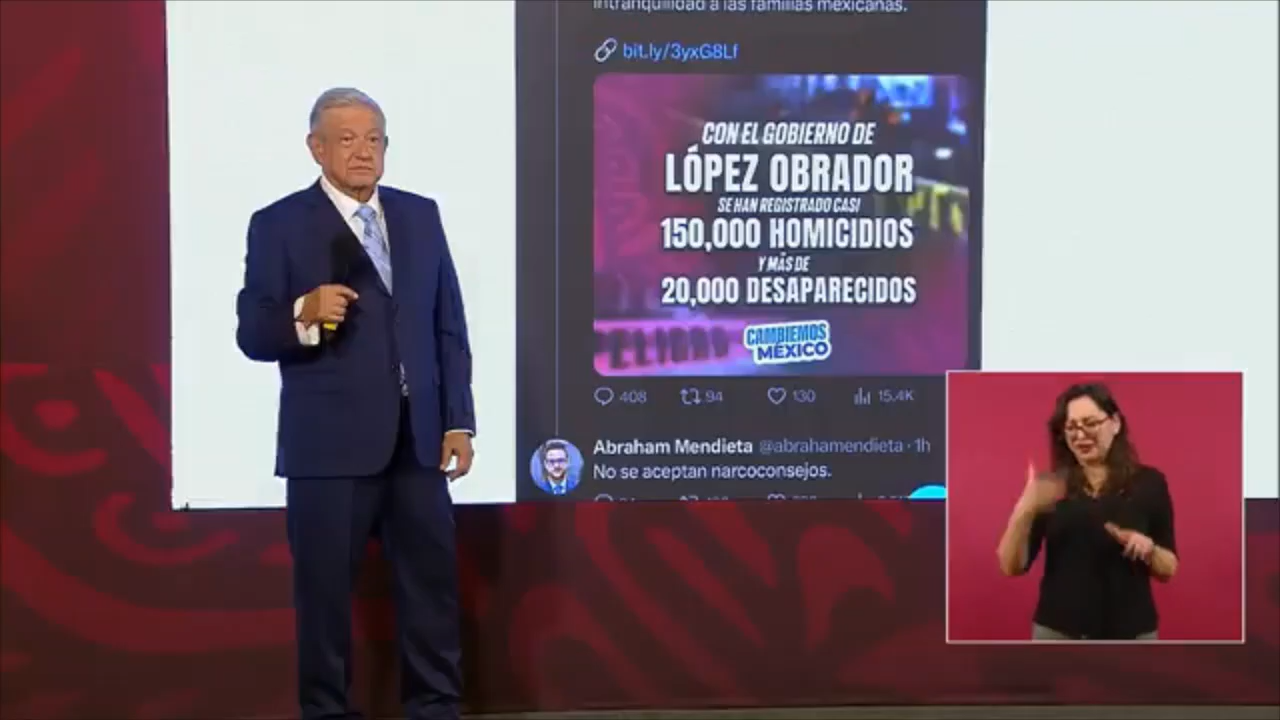 intranquilidad a las familias mexicanas.
bit.ly/3yxG8Lf
CON EL GOBIERNO DE
LÓPEZ OBRADOR
SE HAN REGISTRADO CASI
150,000 HOMICIDIOS
Y MÁS DE
20,000 DESAPARECIDOS
PELIGRO
CAMBIEMOS
MÉXICO
408 94 130 15.4K
Abraham Mendieta @abrahamendieta · 1h
No se aceptan narcoconsejos.